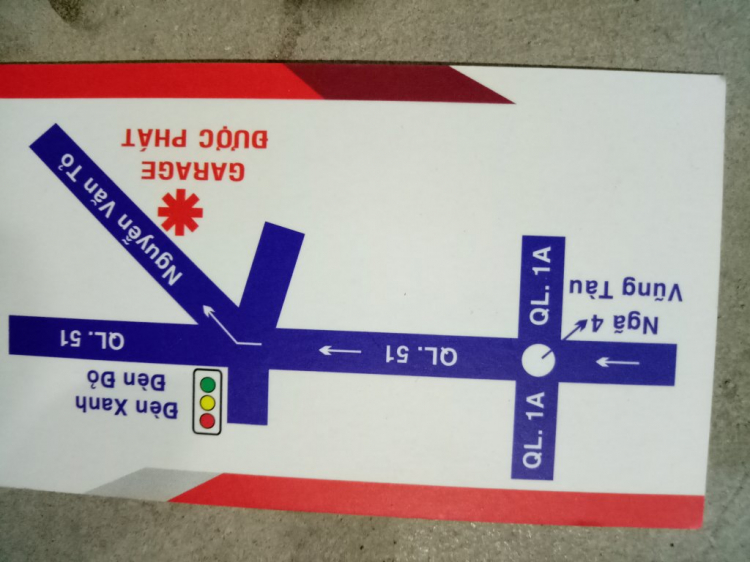 Đèn Xanh
Đèn Đỏ
QL. 1A
Ngã 4
Vũng Tàu
QL. 51
QL. 51
QL. 1A
Nguyễn Văn Tỏ
GARAGE
ĐƯỢC PHÁT